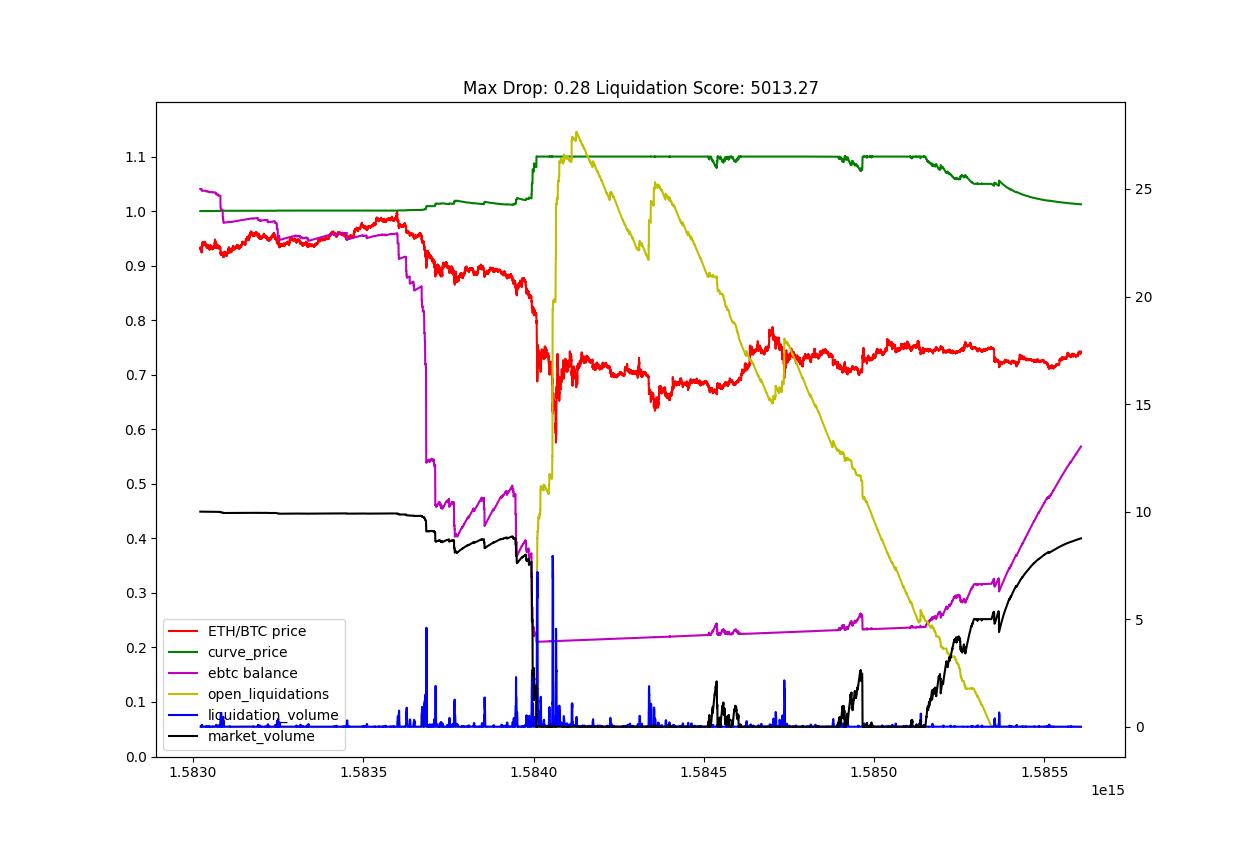 Max Drop: 0.28 Liquidation Score: 5013.27
1.1
1.0
0.9
0.8
0.7
0.6
0.5
0.4
0.3
0.2
0.1
0.0
25
20
15
10
5
0
ETH/BTC price
curve_price
ebtc balance
open_liquidations
liquidation_volume
market_volume
1.5830 1.5835 1.5840 1.5845 1.5850 1.5855
1e15